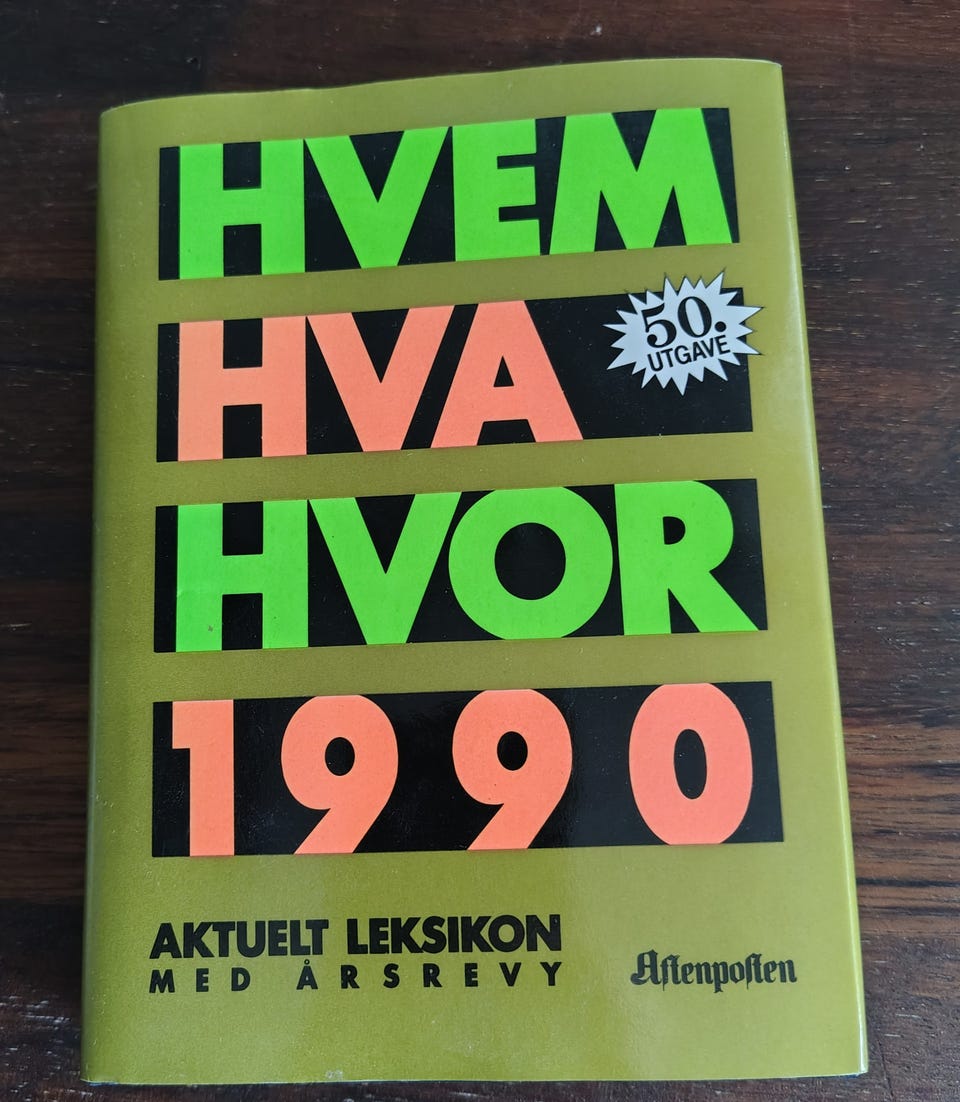 HVEM
HVA
50.
UTGAVE
HVOR
1990
AKTUELT LEKSIKON
MED ÅRSREVY
Aftenposten